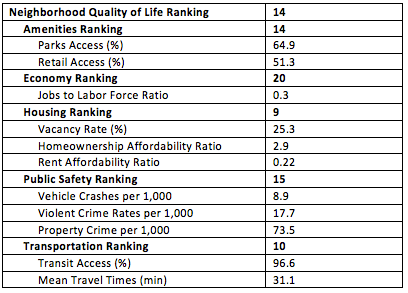 Neighborhood Quality of Life Ranking 14
Amenities Ranking 14
Parks Access (%) 64.9
Retail Access (%) 51.3
Economy Ranking 20
Jobs to Labor Force Ratio 0.3
Housing Ranking 9
Vacancy Rate (%) 25.3
Homeownership Affordability Ratio 2.9
Rent Affordability Ratio 0.22
Public Safety Ranking 15
Vehicle Crashes per 1,000 8.9
Violent Crime Rates per 1,000 17.7
Property Crime per 1,000 73.5
Transportation Ranking 10
Transit Access (%) 96.6
Mean Travel Times (min) 31.1